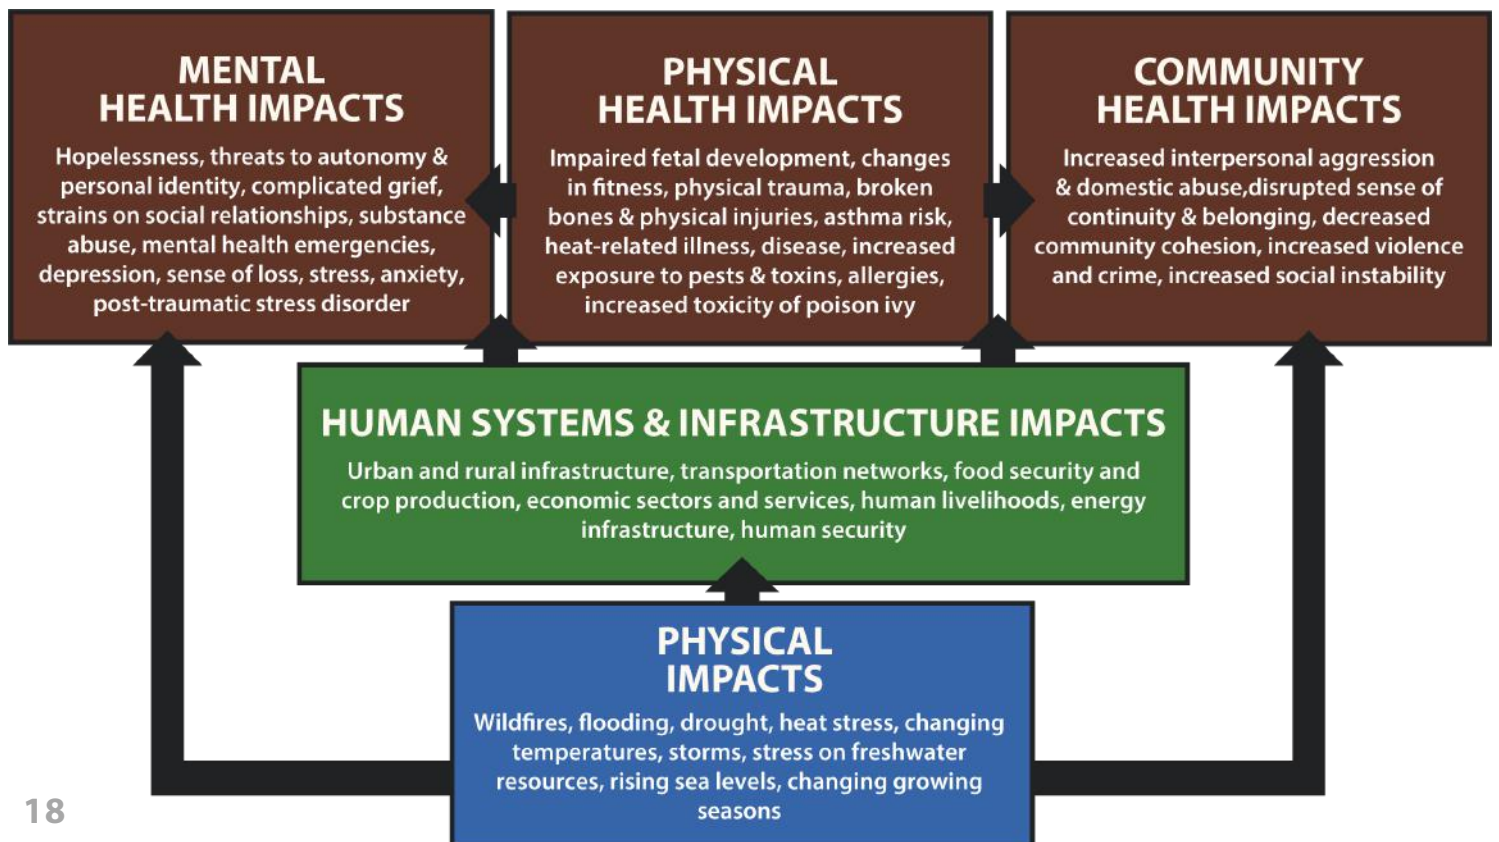 MENTAL
HEALTH IMPACTS
Hopelessness, threats to autonomy &
personal identity, complicated grief,
strains on social relationships, substance
abuse, mental health emergencies,
depression, sense of loss, stress, anxiety,
post-traumatic stress disorder
PHYSICAL
HEALTH IMPACTS
Impaired fetal development, changes
in fitness, physical trauma, broken
bones & physical injuries, asthma risk,
heat-related illness, disease, increased
exposure to pests & toxins, allergies,
increased toxicity of poison ivy
COMMUNITY
HEALTH IMPACTS
Increased interpersonal aggression
& domestic abuse,disrupted sense of
continuity & belonging, decreased
community cohesion, increased violence
and crime, increased social instability
HUMAN SYSTEMS & INFRASTRUCTURE IMPACTS
Urban and rural infrastructure, transportation networks, food security and
crop production, economic sectors and services, human livelihoods, energy
infrastructure, human security
PHYSICAL
IMPACTS
Wildfires, flooding, drought, heat stress, changing
temperatures, storms, stress on freshwater
resources, rising sea levels, changing growing
seasons
18